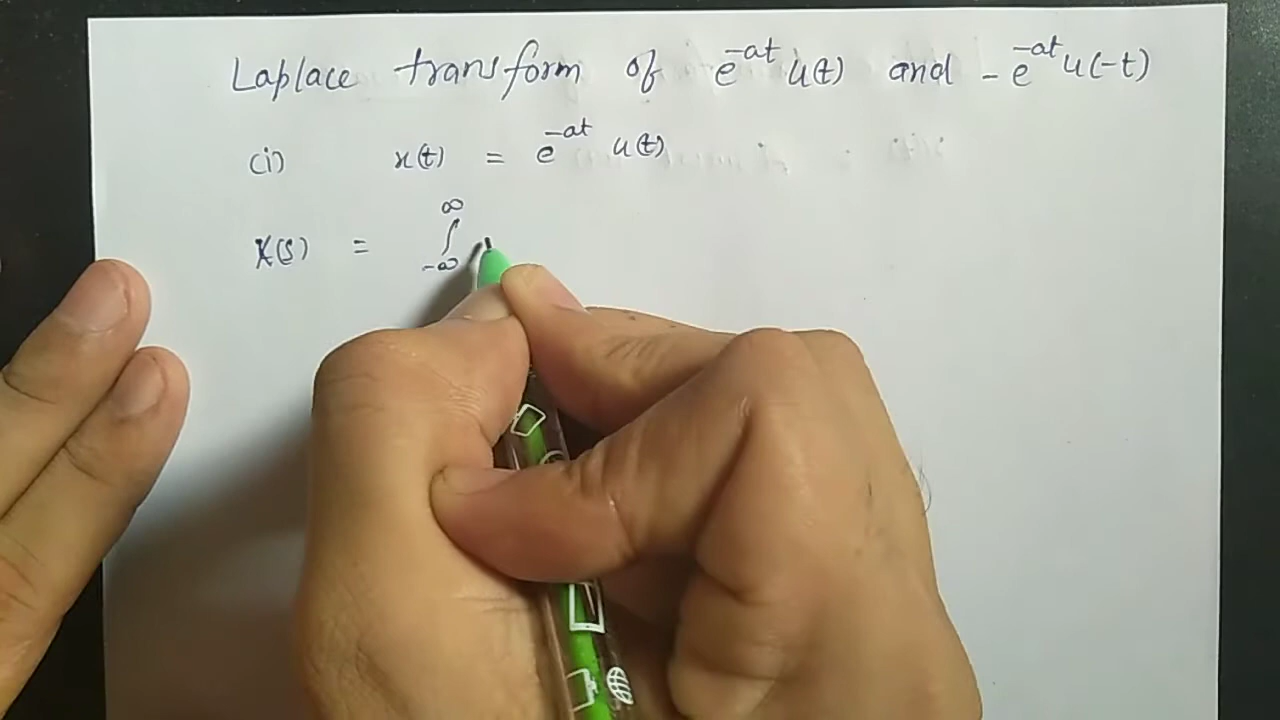 Laplace transform of e^-at u(t) and -e^-at u(-t)
(i) x(t) = e^-at u(t)
X(s) = ∫_-∞^∞